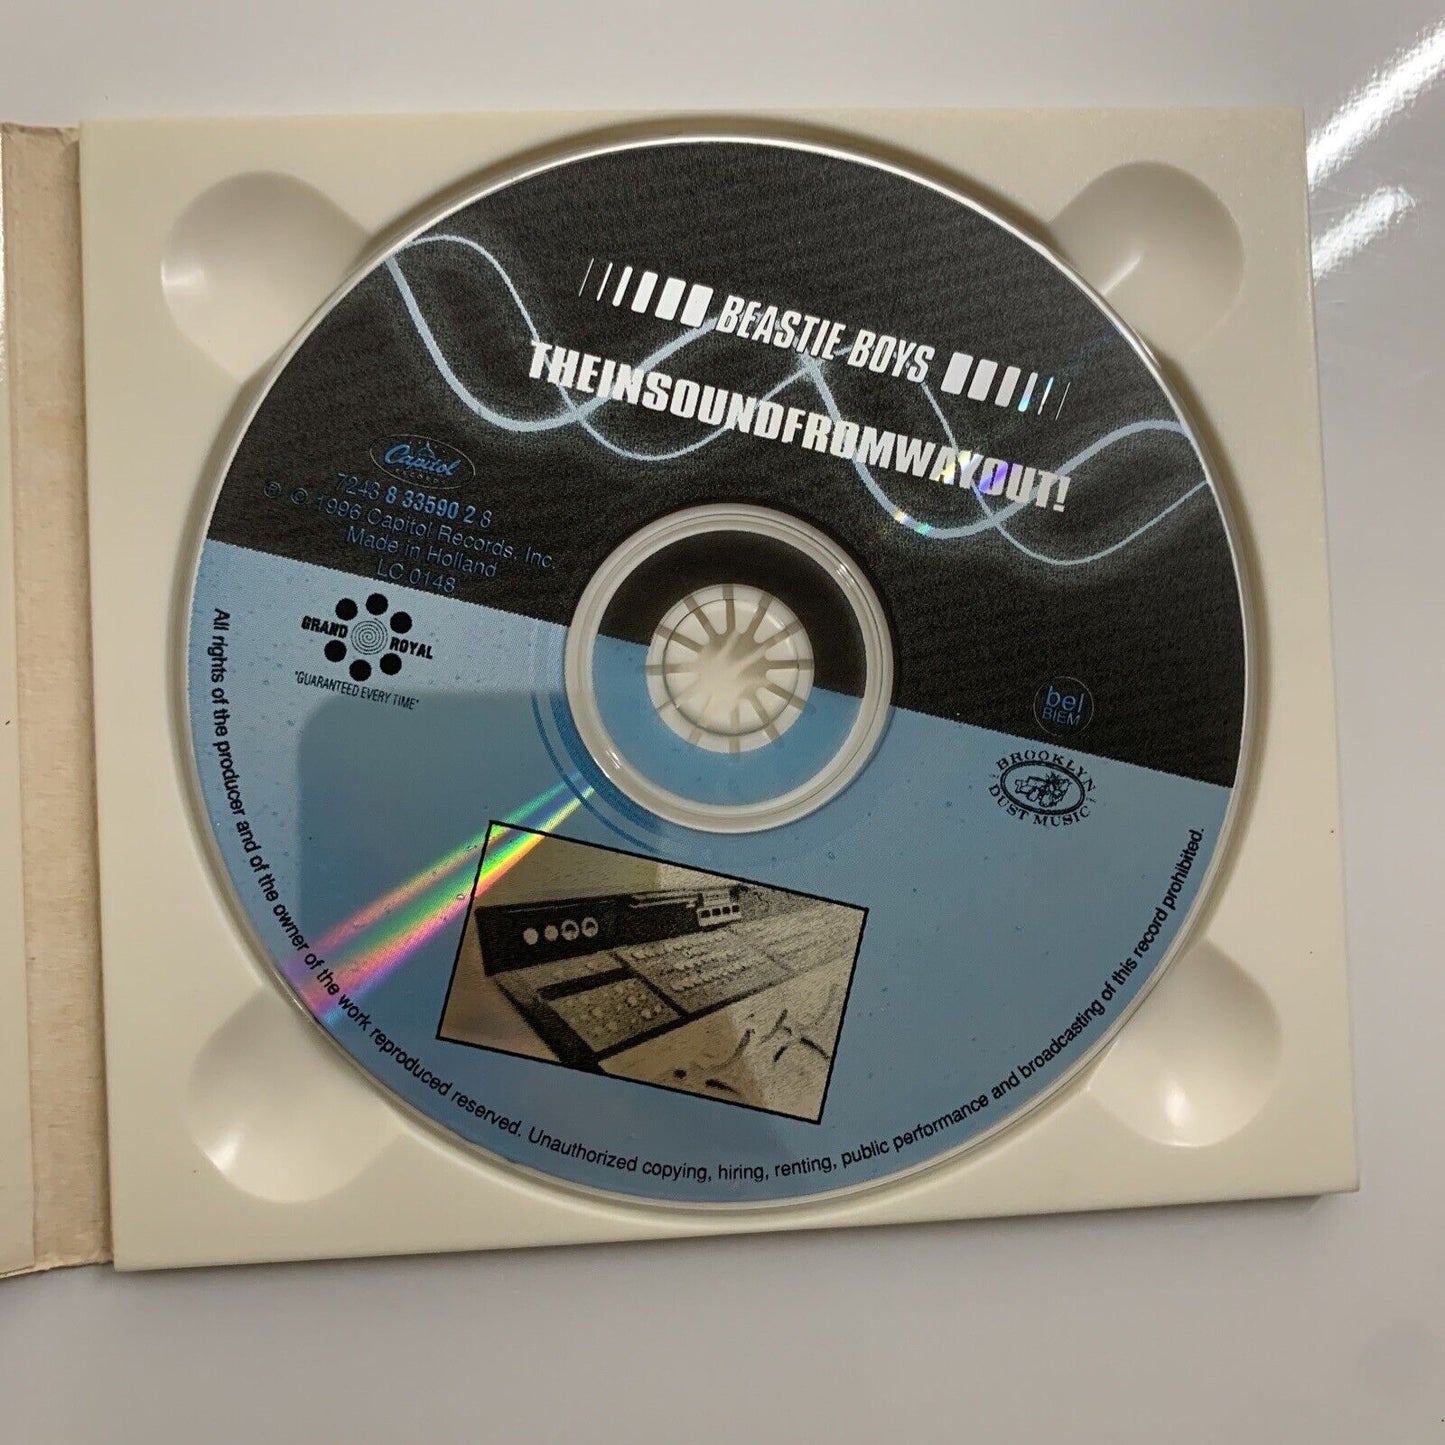 BEASTIE BOYS
THEINSOUNDFROMWAYOUT!
Capitol
7243 8 33590 2 8
℗ © 1996 Capitol Records, Inc.
Made in Holland
LC 0148
GRAND ROYAL
"GUARANTEED EVERY TIME"
bel
BIEM
BROOKLYN
DUST MUSIC
All rights of the producer and of the owner of the work reproduced reserved. Unauthorized copying, hiring, renting, public performance and broadcasting of this record prohibited.